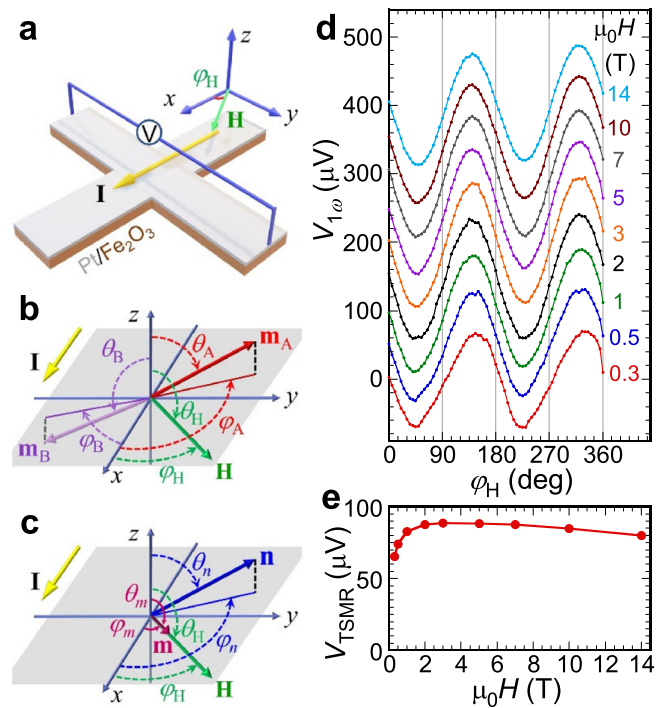 a
z
φH
x
y
H
V
I
Pt/Fe2O3
b
z
I
θA
mA
θB
θH
y
φA
mB
φB
x
φH
H
c
z
I
θn
n
θm
θH
y
φm
m
φn
x
φH
H
d
μ0H
(T)
500
400
300
200
100
0
V1ω (μV)
14
10
7
5
3
2
1
0.5
0.3
0 90 180 270 360
φH (deg)
e
100
50
0
VTSMR (μV)
0 2 4 6 8 10 12 14
μ0H (T)